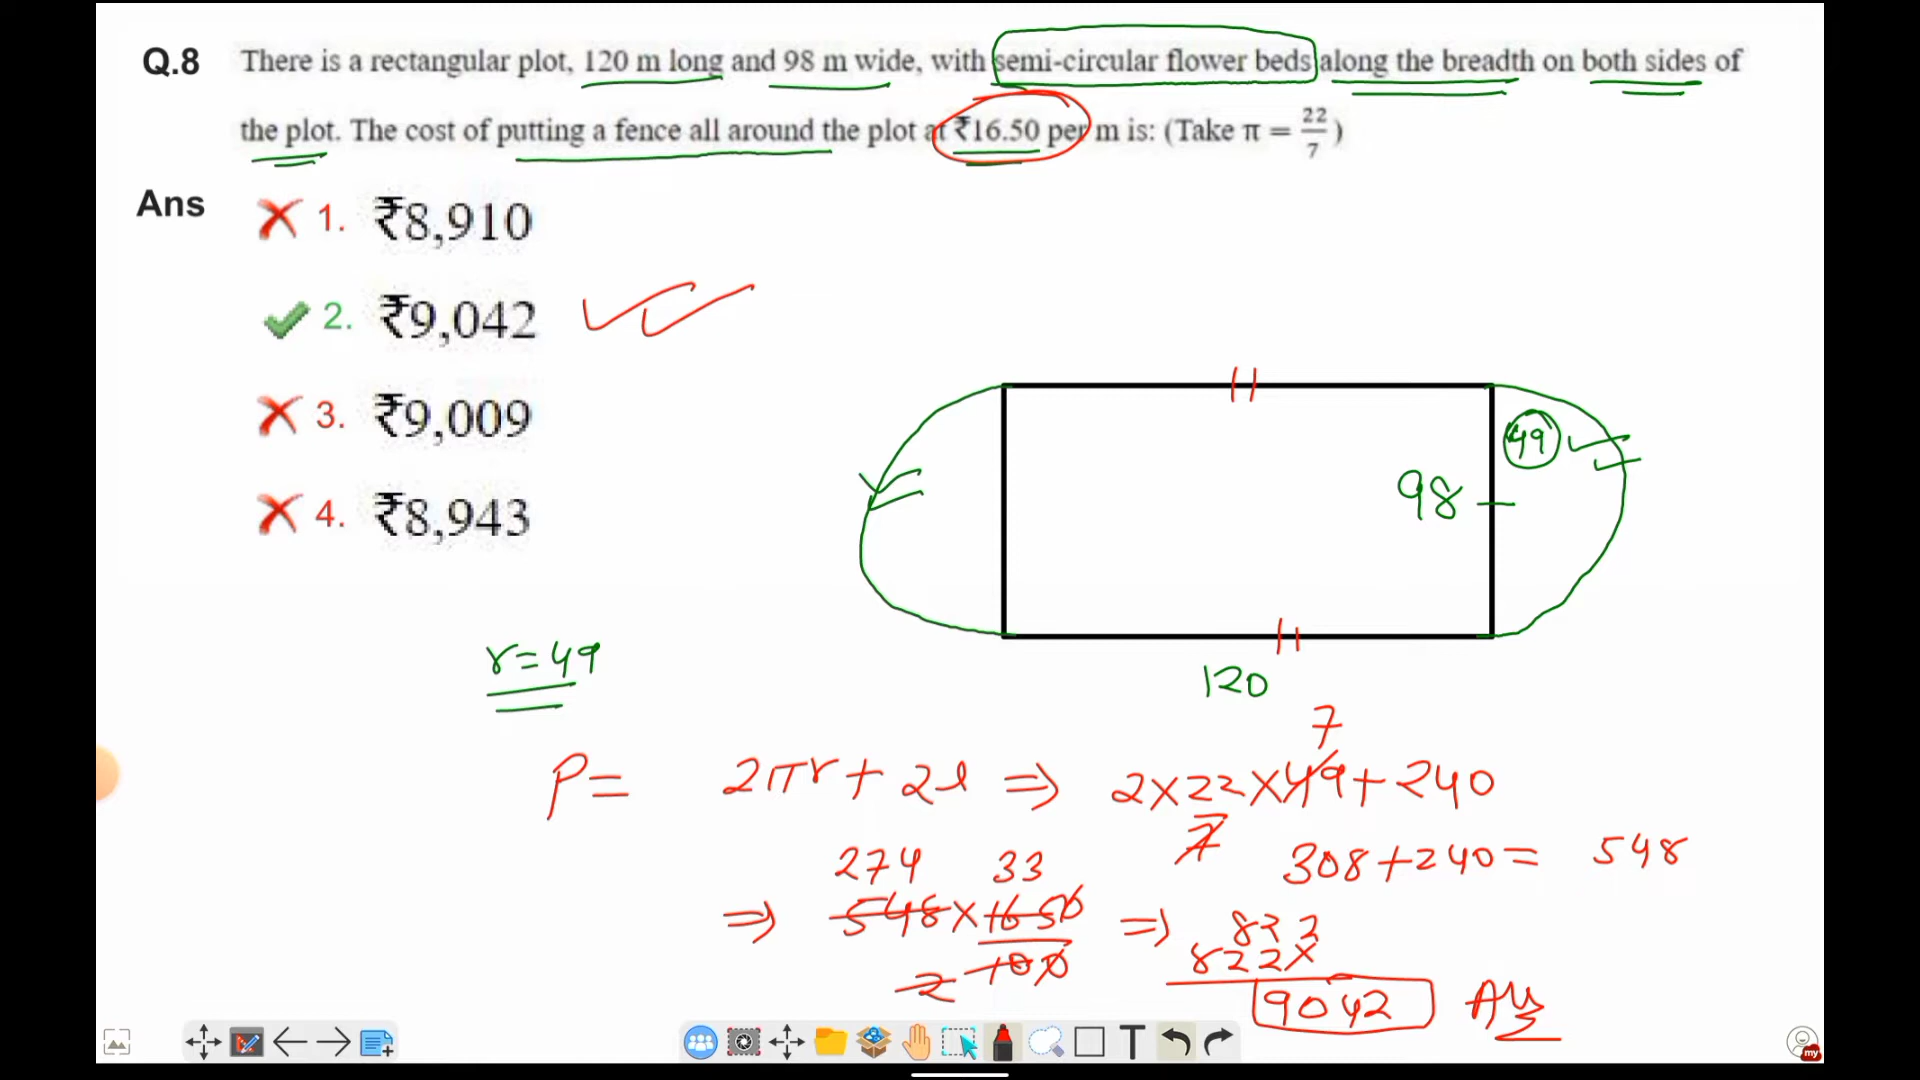 Q.8 There is a rectangular plot, 120 m long and 98 m wide, with semi-circular flower beds along the breadth on both sides of
the plot. The cost of putting a fence all around the plot at ₹16.50 per m is: (Take π = 22/7)
Ans 1. ₹8,910
2. ₹9,042
3. ₹9,009
4. ₹8,943
49
98
r=49
120
7
P= 2πr+2l ⇒ 2×22×49+240
7
274 33 308+240= 548
⇒ 548×1650 ⇒ 822
2 100 822×
9042 Ans
T
my